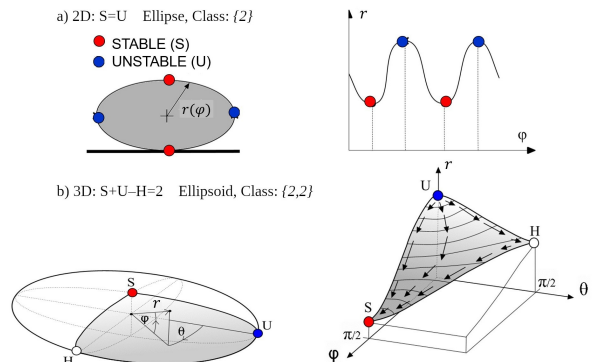 a) 2D: S=U Ellipse, Class: {2}
STABLE (S)
UNSTABLE (U)
r(φ)
r
φ
b) 3D: S+U–H=2 Ellipsoid, Class: {2,2}
S
r
φ
θ
U
H
r
U
H
π/2
θ
S
π/2
φ